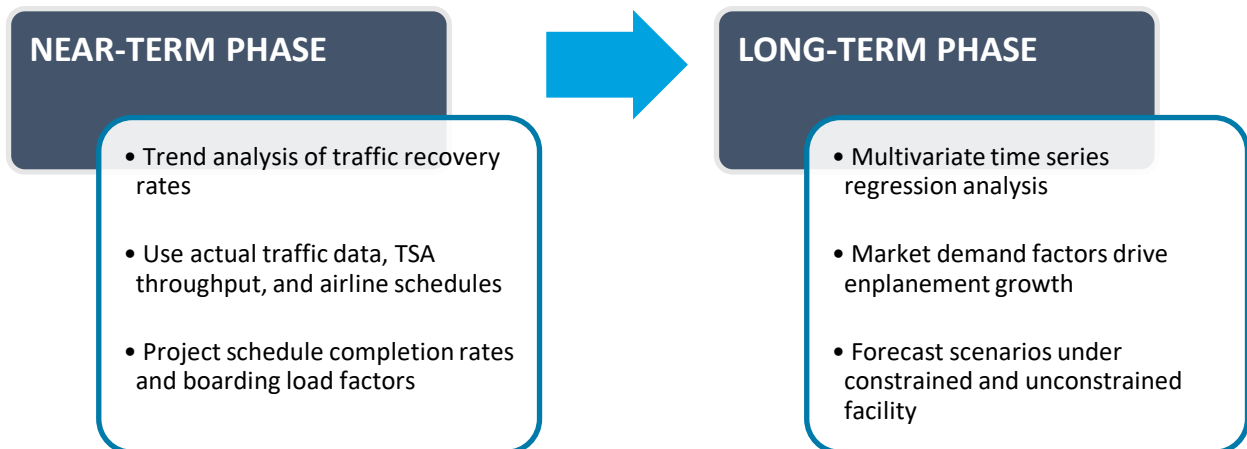 NEAR-TERM PHASE
• Trend analysis of traffic recovery
rates
• Use actual traffic data, TSA
throughput, and airline schedules
• Project schedule completion rates
and boarding load factors
LONG-TERM PHASE
• Multivariate time series
regression analysis
• Market demand factors drive
enplanement growth
• Forecast scenarios under
constrained and unconstrained
facility